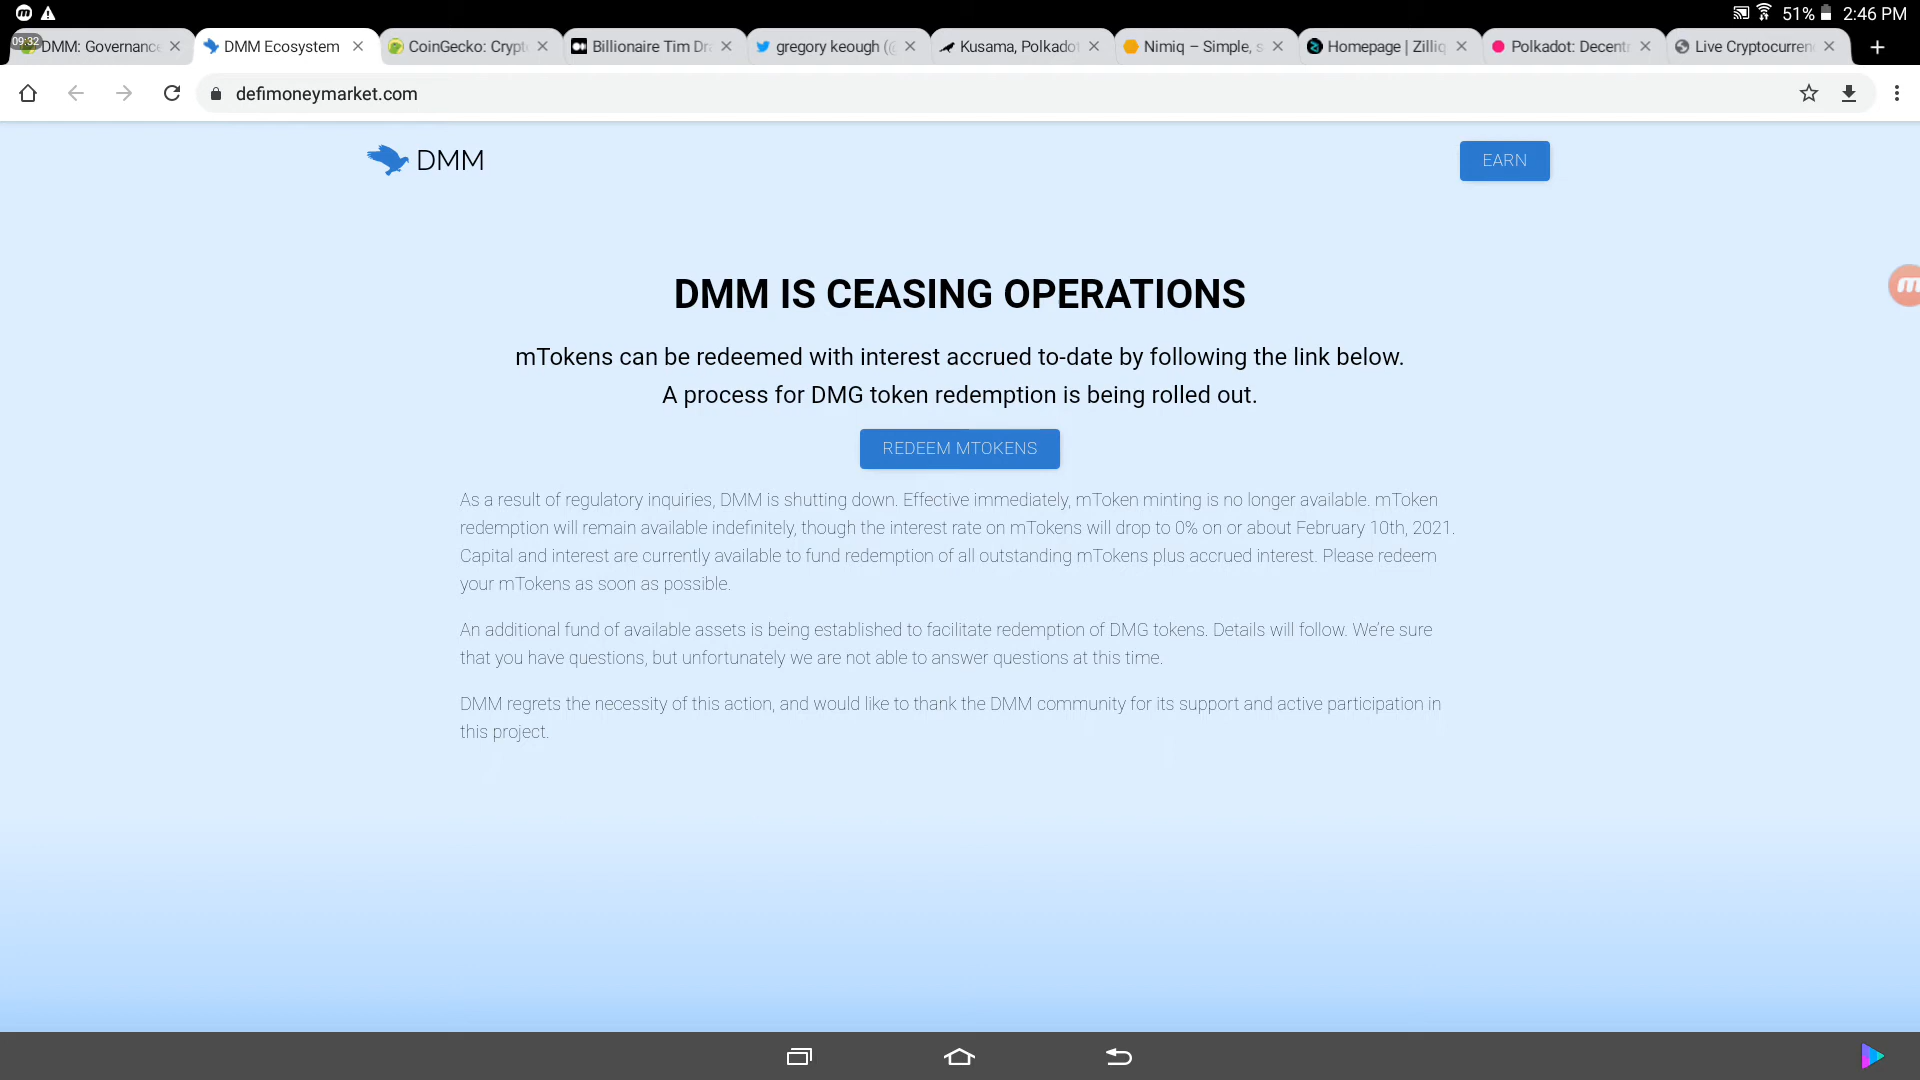 51% 2:46 PM
09:32 DMM: Governance DMM Ecosystem CoinGecko: Crypt Billionaire Tim Dra gregory keough (@ Kusama, Polkadot Nimiq – Simple, s Homepage | Zilliq Polkadot: Decentr Live Cryptocurren
defimoneymarket.com
DMM EARN
DMM IS CEASING OPERATIONS
mTokens can be redeemed with interest accrued to-date by following the link below.
A process for DMG token redemption is being rolled out.
REDEEM MTOKENS
As a result of regulatory inquiries, DMM is shutting down. Effective immediately, mToken minting is no longer available. mToken
redemption will remain available indefinitely, though the interest rate on mTokens will drop to 0% on or about February 10th, 2021.
Capital and interest are currently available to fund redemption of all outstanding mTokens plus accrued interest. Please redeem
your mTokens as soon as possible.
An additional fund of available assets is being established to facilitate redemption of DMG tokens. Details will follow. We’re sure
that you have questions, but unfortunately we are not able to answer questions at this time.
DMM regrets the necessity of this action, and would like to thank the DMM community for its support and active participation in
this project.